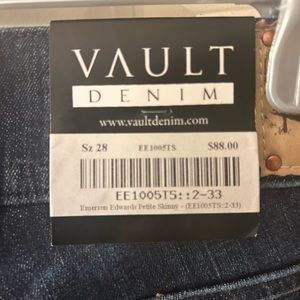 VAULT
DENIM
www.vaultdenim.com
Sz 28 EE1005TS $88.00
EE1005TS::2-33
Emerson Edwards Petite Skinny - (EE1005TS::2-33)